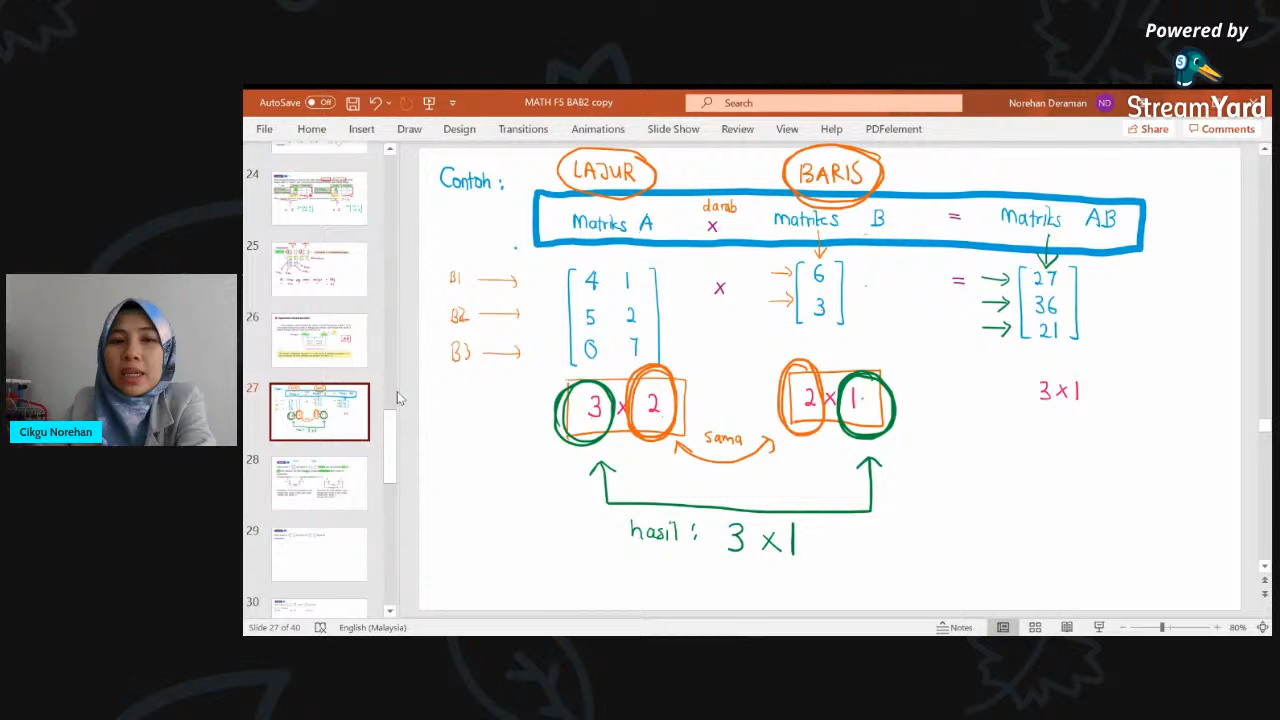 Powered by
StreamYard
AutoSave Off
MATH F5 BAB2 copy
Search
Norehan Deraman ND
File Home Insert Draw Design Transitions Animations Slide Show Review View Help PDFelement
Share Comments
24
25
26
27
28
29
30
Contoh :
LAJUR BARIS
Matriks A darab x matriks B = Matriks AB
B1 → [ 4 1 6 27
B2 → 5 2 x 3 = 36
B3 → 0 7 ] 21
3 x 2 2 x 1 3 x 1
sama
hasil : 3 x 1
Cikgu Norehan
Slide 27 of 40 English (Malaysia) Notes 80%